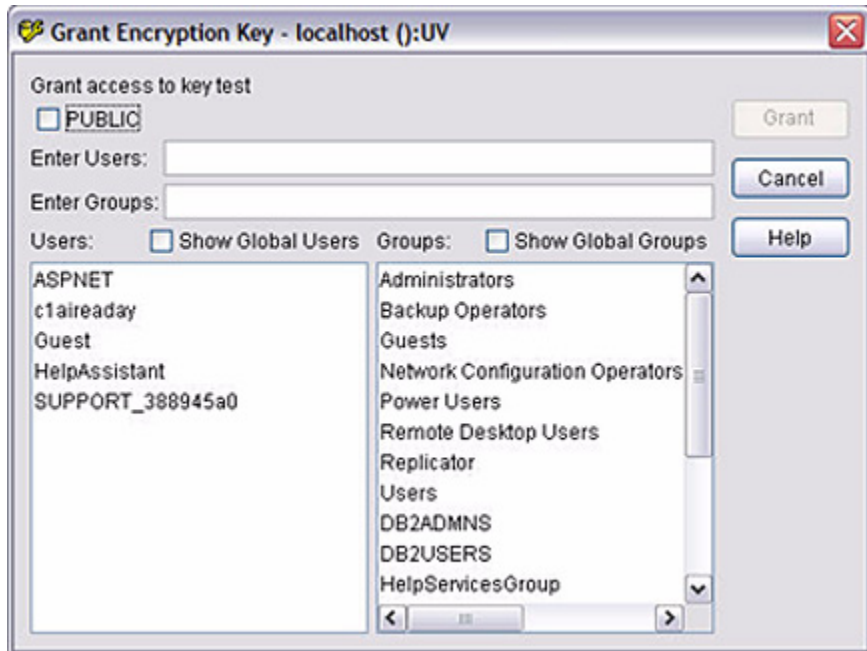 Grant Encryption Key - localhost ():UV
Grant access to key test
PUBLIC
Grant
Enter Users:
Cancel
Enter Groups:
Help
Users: Show Global Users Groups: Show Global Groups
ASPNET
c1aireaday
Guest
HelpAssistant
SUPPORT_388945a0
Administrators
Backup Operators
Guests
Network Configuration Operators
Power Users
Remote Desktop Users
Replicator
Users
DB2ADMNS
DB2USERS
HelpServicesGroup